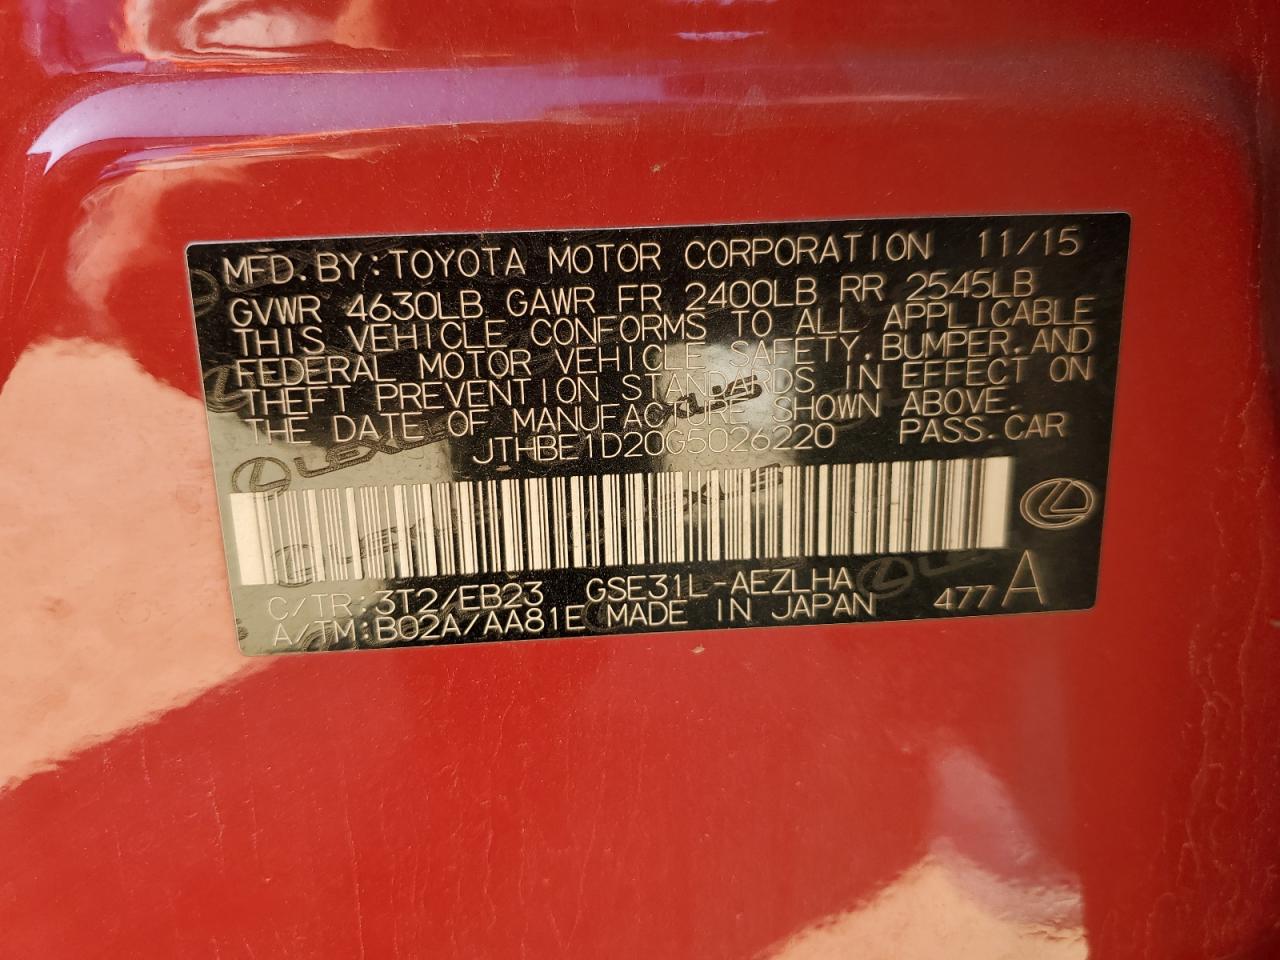 MFD. BY: TOYOTA MOTOR CORPORATION 11/15
GVWR 4630LB GAWR FR 2400LB RR 2545LB
THIS VEHICLE CONFORMS TO ALL APPLICABLE
FEDERAL MOTOR VEHICLE SAFETY, BUMPER, AND
THEFT PREVENTION STANDARDS IN EFFECT ON
THE DATE OF MANUFACTURE SHOWN ABOVE.
JTHBE1D20G5026220 PASS. CAR
C/TR: 3T2/EB23 GSE31L-AEZLHA
A/TM: B02A/AA81E MADE IN JAPAN 477 A